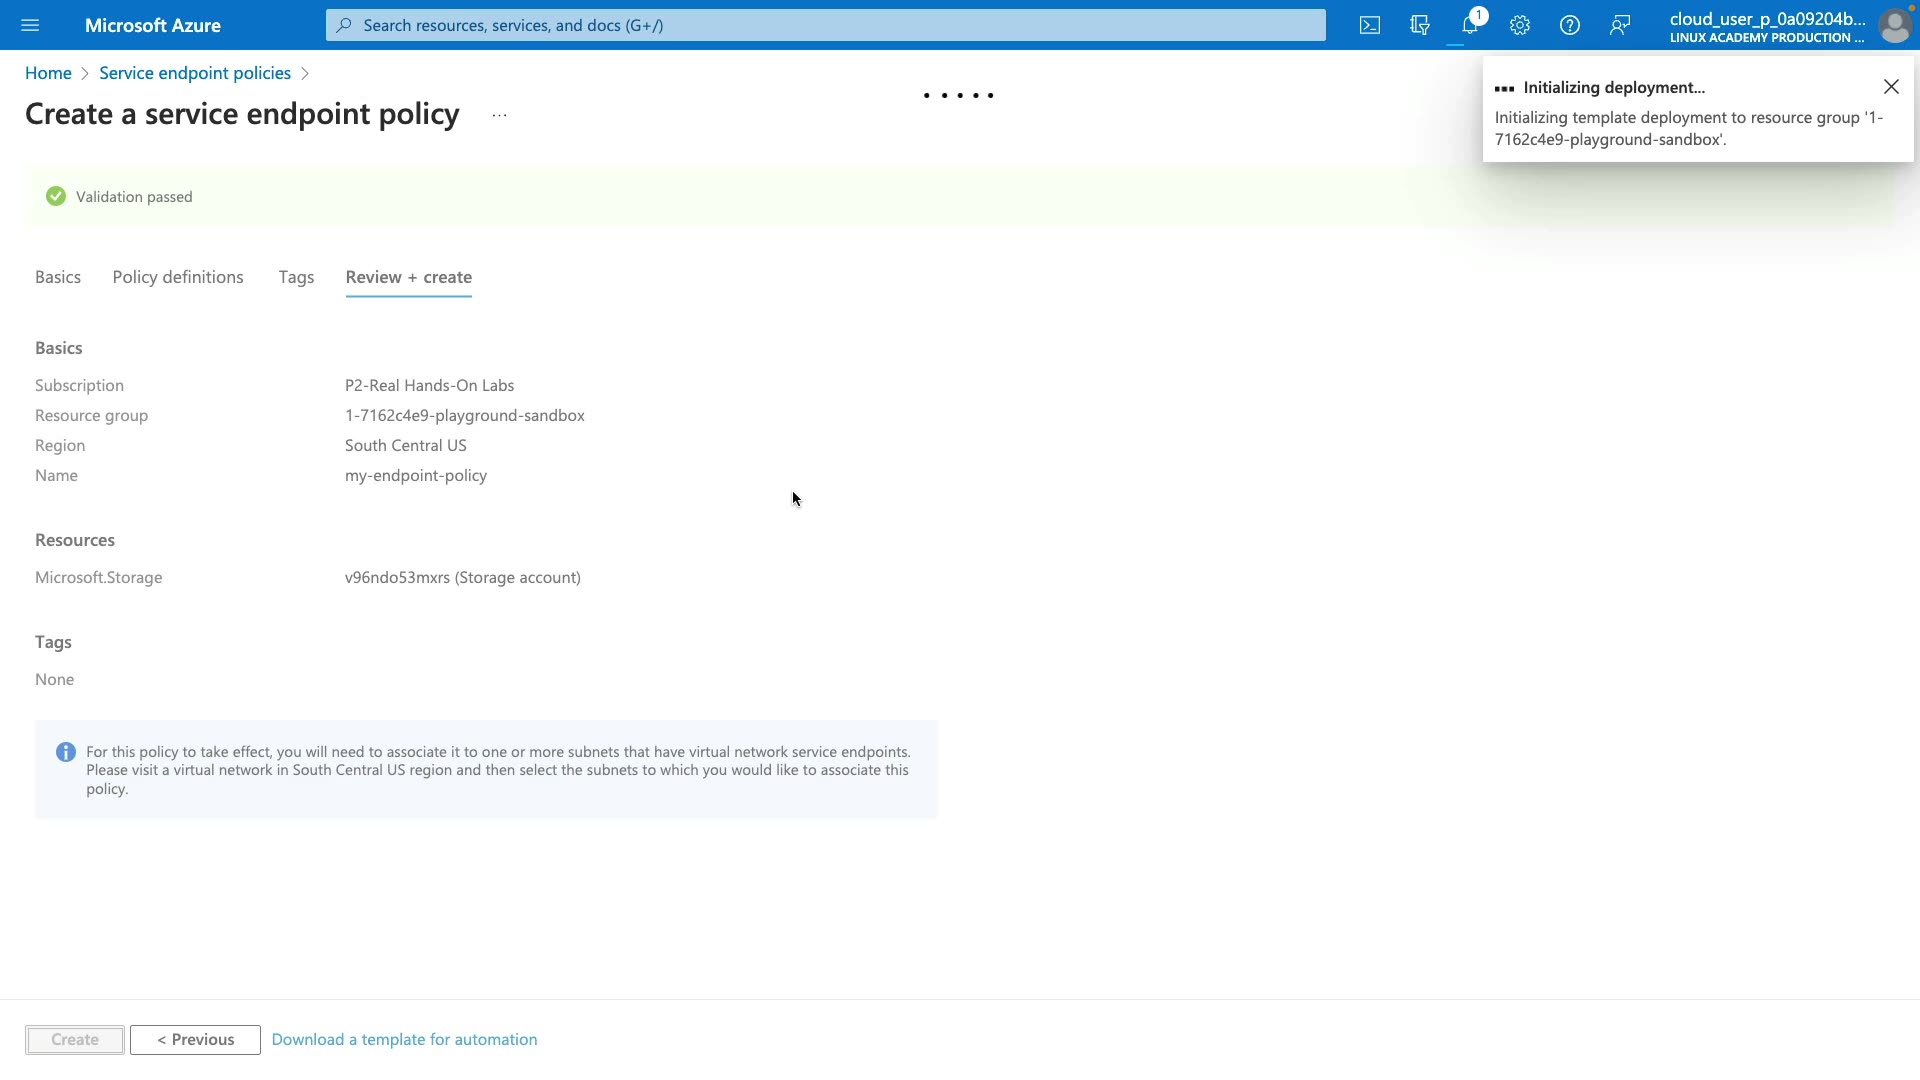 Microsoft Azure
Search resources, services, and docs (G+/)
1
cloud_user_p_0a09204b...
LINUX ACADEMY PRODUCTION ...
Home
Service endpoint policies
Create a service endpoint policy
...
Initializing deployment...
Initializing template deployment to resource group '1-
7162c4e9-playground-sandbox'.
Validation passed
Basics
Policy definitions
Tags
Review + create
Basics
Subscription P2-Real Hands-On Labs
Resource group 1-7162c4e9-playground-sandbox
Region South Central US
Name my-endpoint-policy
Resources
Microsoft.Storage v96ndo53mxrs (Storage account)
Tags
None
For this policy to take effect, you will need to associate it to one or more subnets that have virtual network service endpoints.
Please visit a virtual network in South Central US region and then select the subnets to which you would like to associate this
policy.
Create
< Previous
Download a template for automation